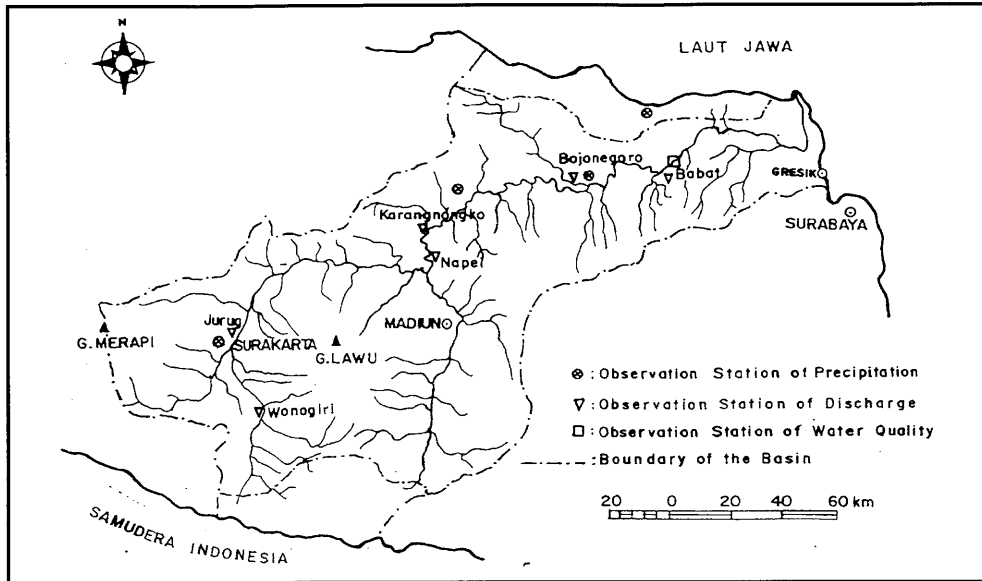 N
LAUT JAWA
Bojonegoro
Babat
GRESIK
SURABAYA
Karangnongko
Napel
MADIUN
Jurug
G.MERAPI
SURAKARTA
G.LAWU
Wonogiri
: Observation Station of Precipitation
: Observation Station of Discharge
: Observation Station of Water Quality
: Boundary of the Basin
20 0 20 40 60 km
SAMUDERA INDONESIA